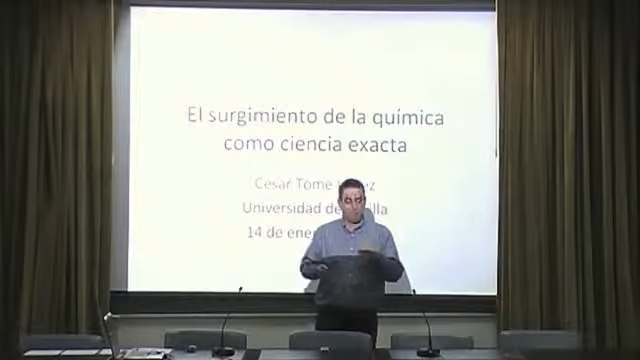 El surgimiento de la química
como ciencia exacta
Cesar Tomé
Universidad de
14 de